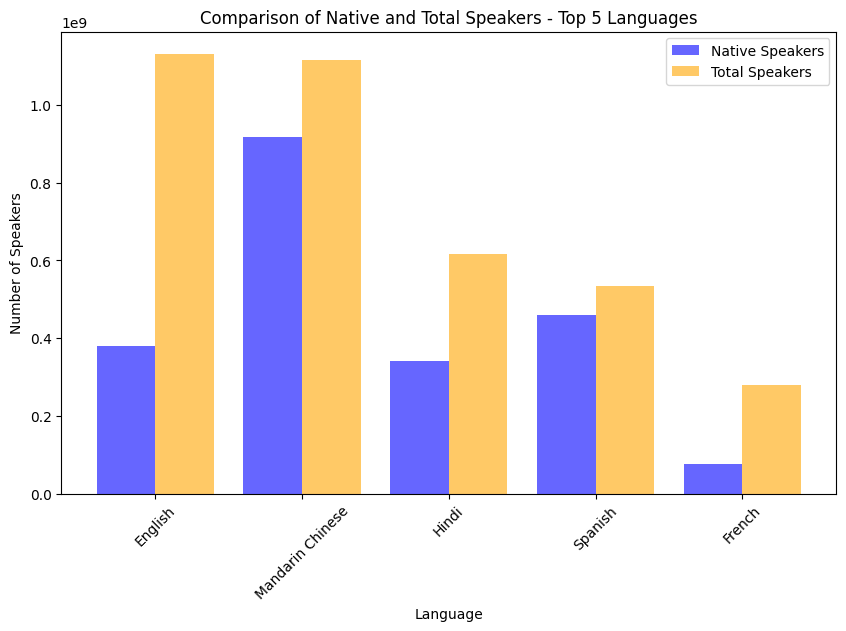 Comparison of Native and Total Speakers - Top 5 Languages
1e9
Native Speakers
Total Speakers
1.0
0.8
0.6
0.4
0.2
0.0
Number of Speakers
English
Mandarin Chinese
Hindi
Spanish
French
Language